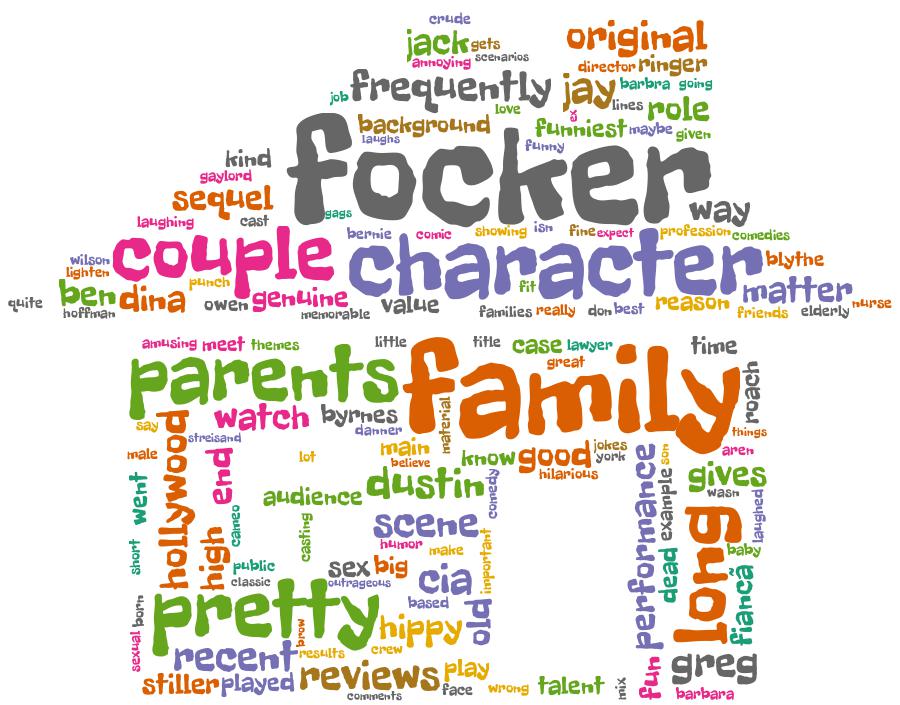 crude
jack gets original
annoying scenarios
director ringer
job frequently jay barbra going
love lines role
background
laughs
funniest maybe given
funny
kind
gaylord
focker
sequel
gags
way
laughing cast
bernie comic showing isn fine expect profession comedies
wilson
lighten
couple character blythe
punch fit
quite ben dina owen genuine value reason matter
hoffman memorable families really don best friends elderly nurse
amusing meet themes little title case lawyer time
great
parents family
roach
watch byrnes
say
danner
streisand
material
things
male
hollywood
end
lot
main
believe
know good jokes
york
hilarious
son
aren
went
cameo
audience dustin
comedy
performance
example
gives
wasn
laughed
casting
scene
long
short
high
humor make
important
public
classic
sex big
outrageous
cia
based
old
dead
baby
fiancã
born
sexual
pretty
brow
hippy
crew
recent
results
greg
stiller played reviews play
comments face wrong talent
mix
fun
barbara